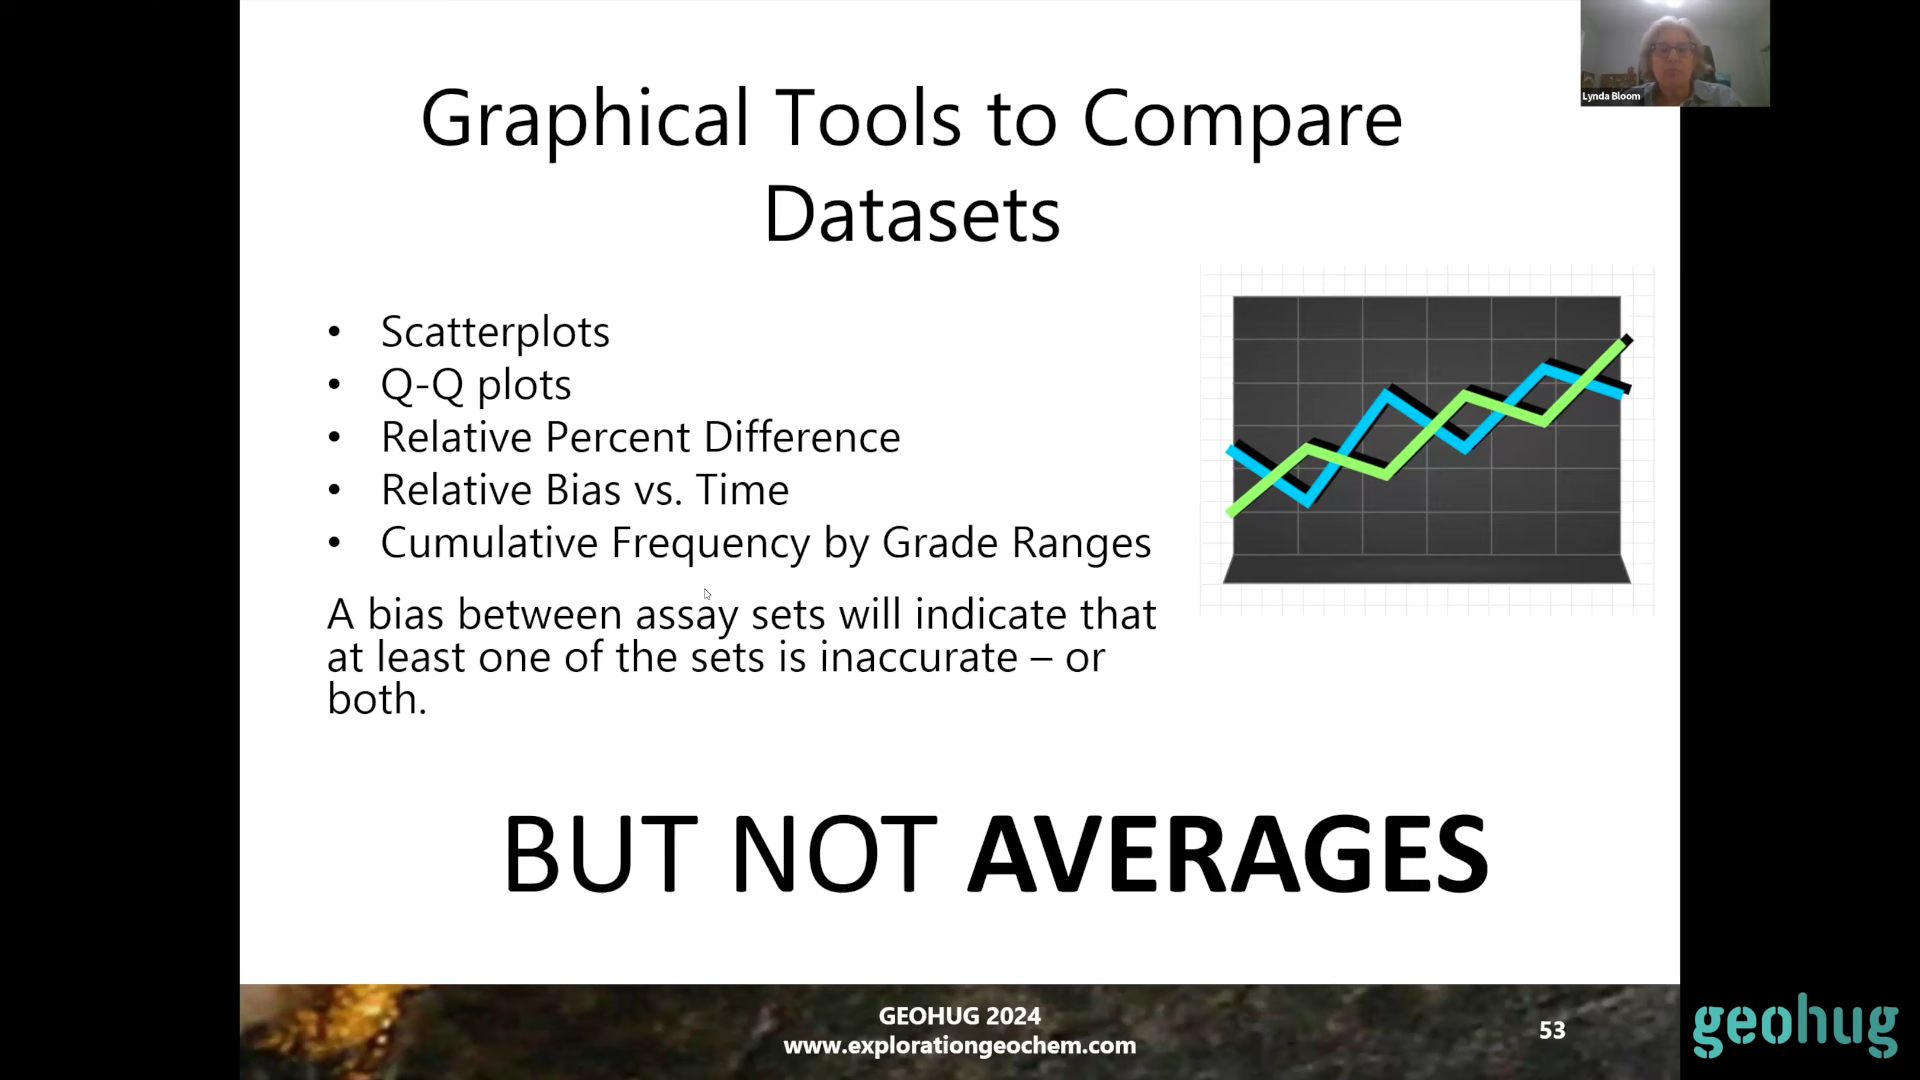 Graphical Tools to Compare
Datasets
• Scatterplots
• Q-Q plots
• Relative Percent Difference
• Relative Bias vs. Time
• Cumulative Frequency by Grade Ranges
A bias between assay sets will indicate that
at least one of the sets is inaccurate – or
both.
BUT NOT AVERAGES
GEOHUG 2024
www.explorationgeochem.com
53
Lynda Bloom
geohug